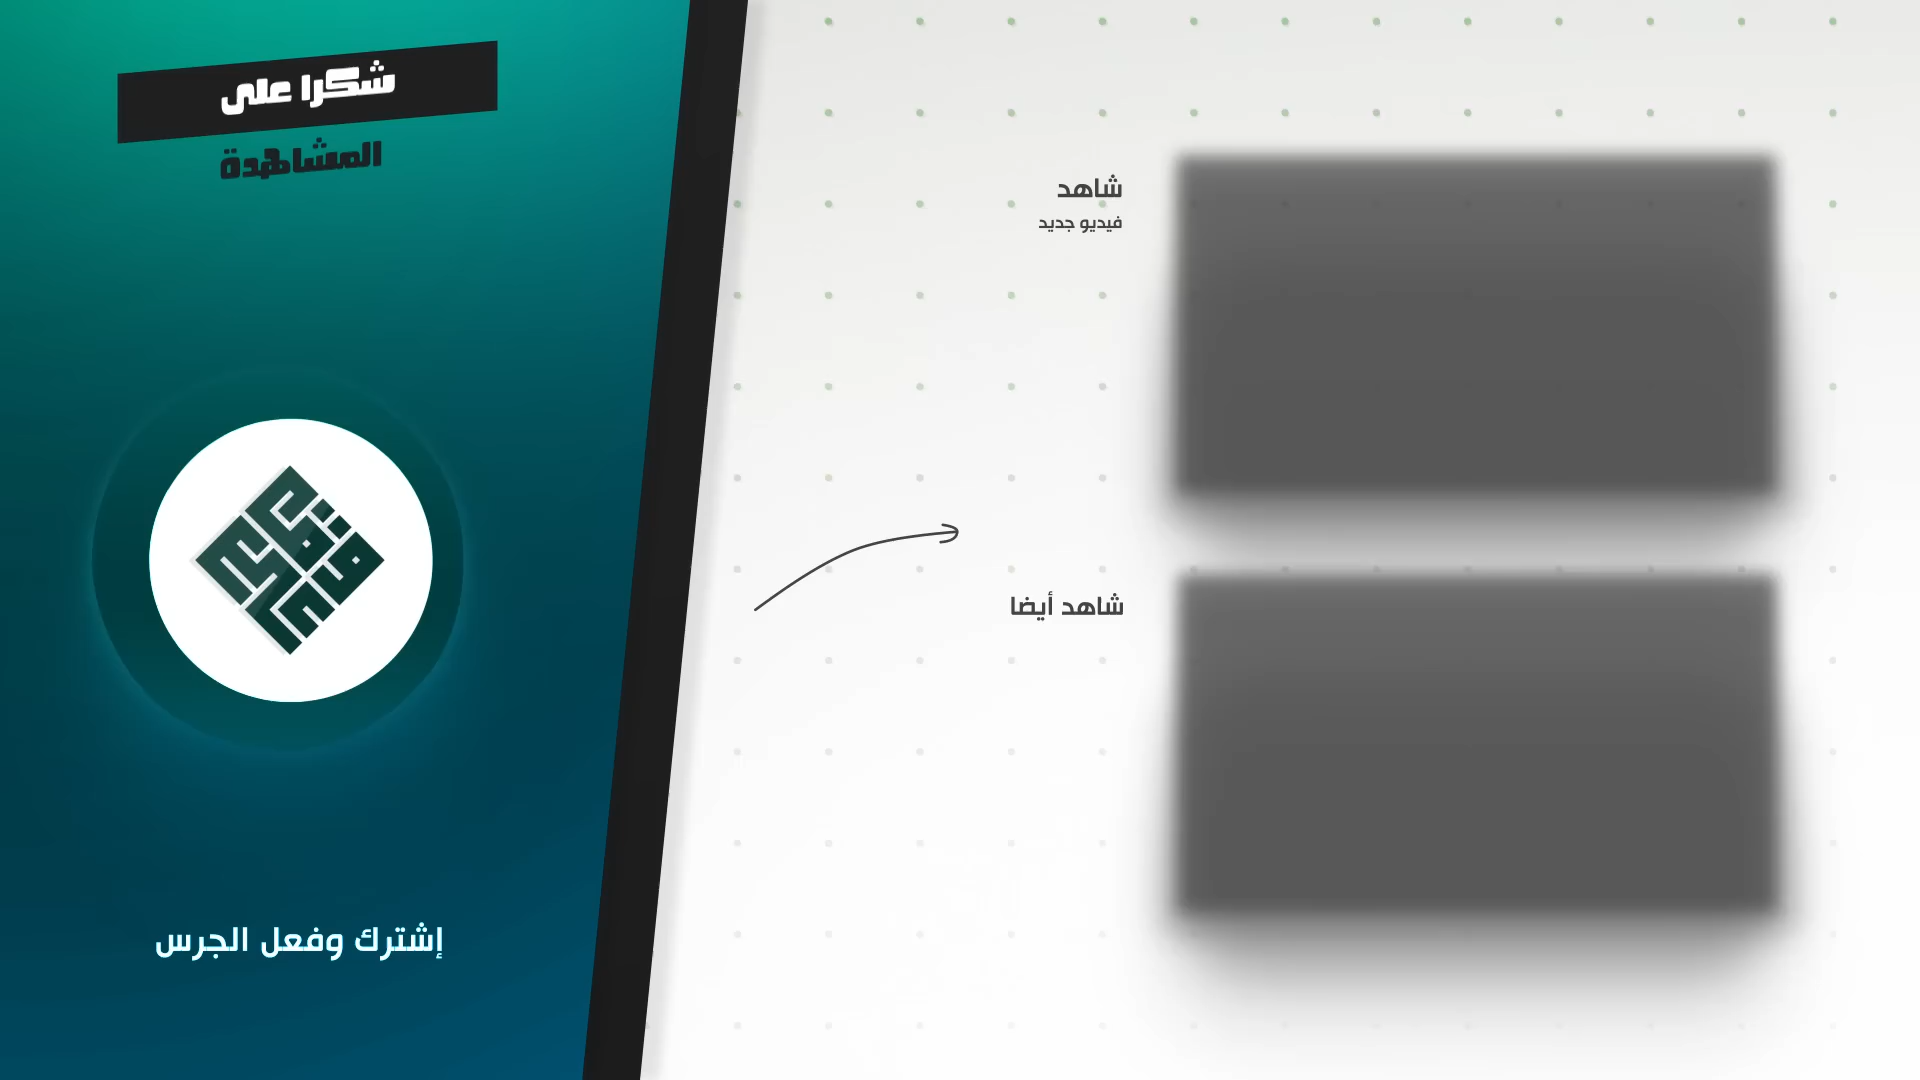 شكرا على
المشاهدة
شاهد
فيديو جديد
شاهد أيضا
إشترك وفعل الجرس